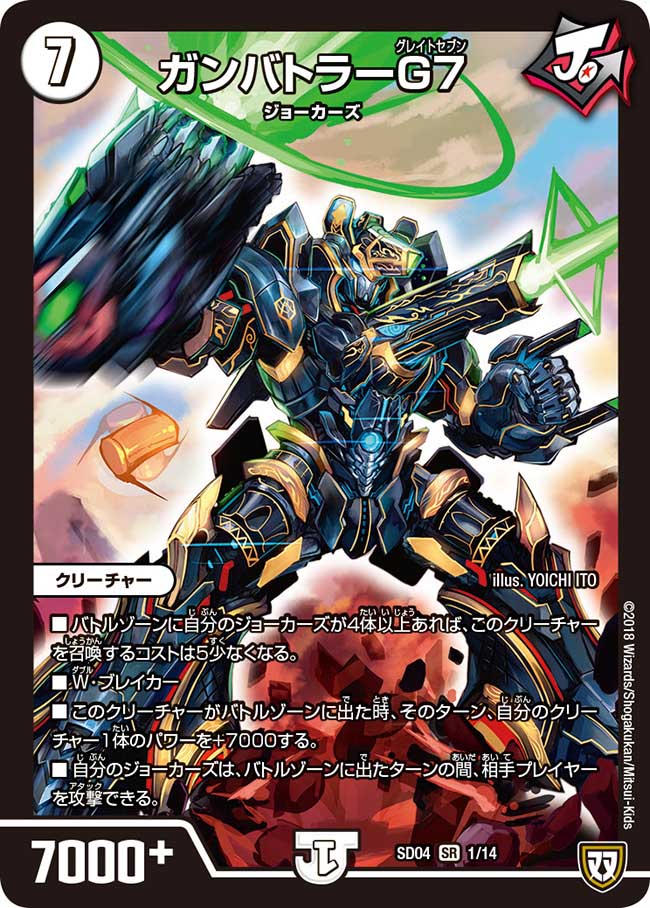 7
グレイトセブン
ガンバトラーG7
ジョーカーズ
J
クリーチャー
illus. YOICHI ITO
■ バトルゾーンに自分のジョーカーズが4体以上あれば、このクリーチャー
を召喚するコストは5少なくなる。
■ W・ブレイカー
■ このクリーチャーがバトルゾーンに出た時、そのターン、自分のクリー
チャー1体のパワーを+7000する。
■ 自分のジョーカーズは、バトルゾーンに出たターンの間、相手プレイヤー
を攻撃できる。
©2018 Wizards/Shogakukan/Mitsui-Kids
7000+
SD04 SR 1/14